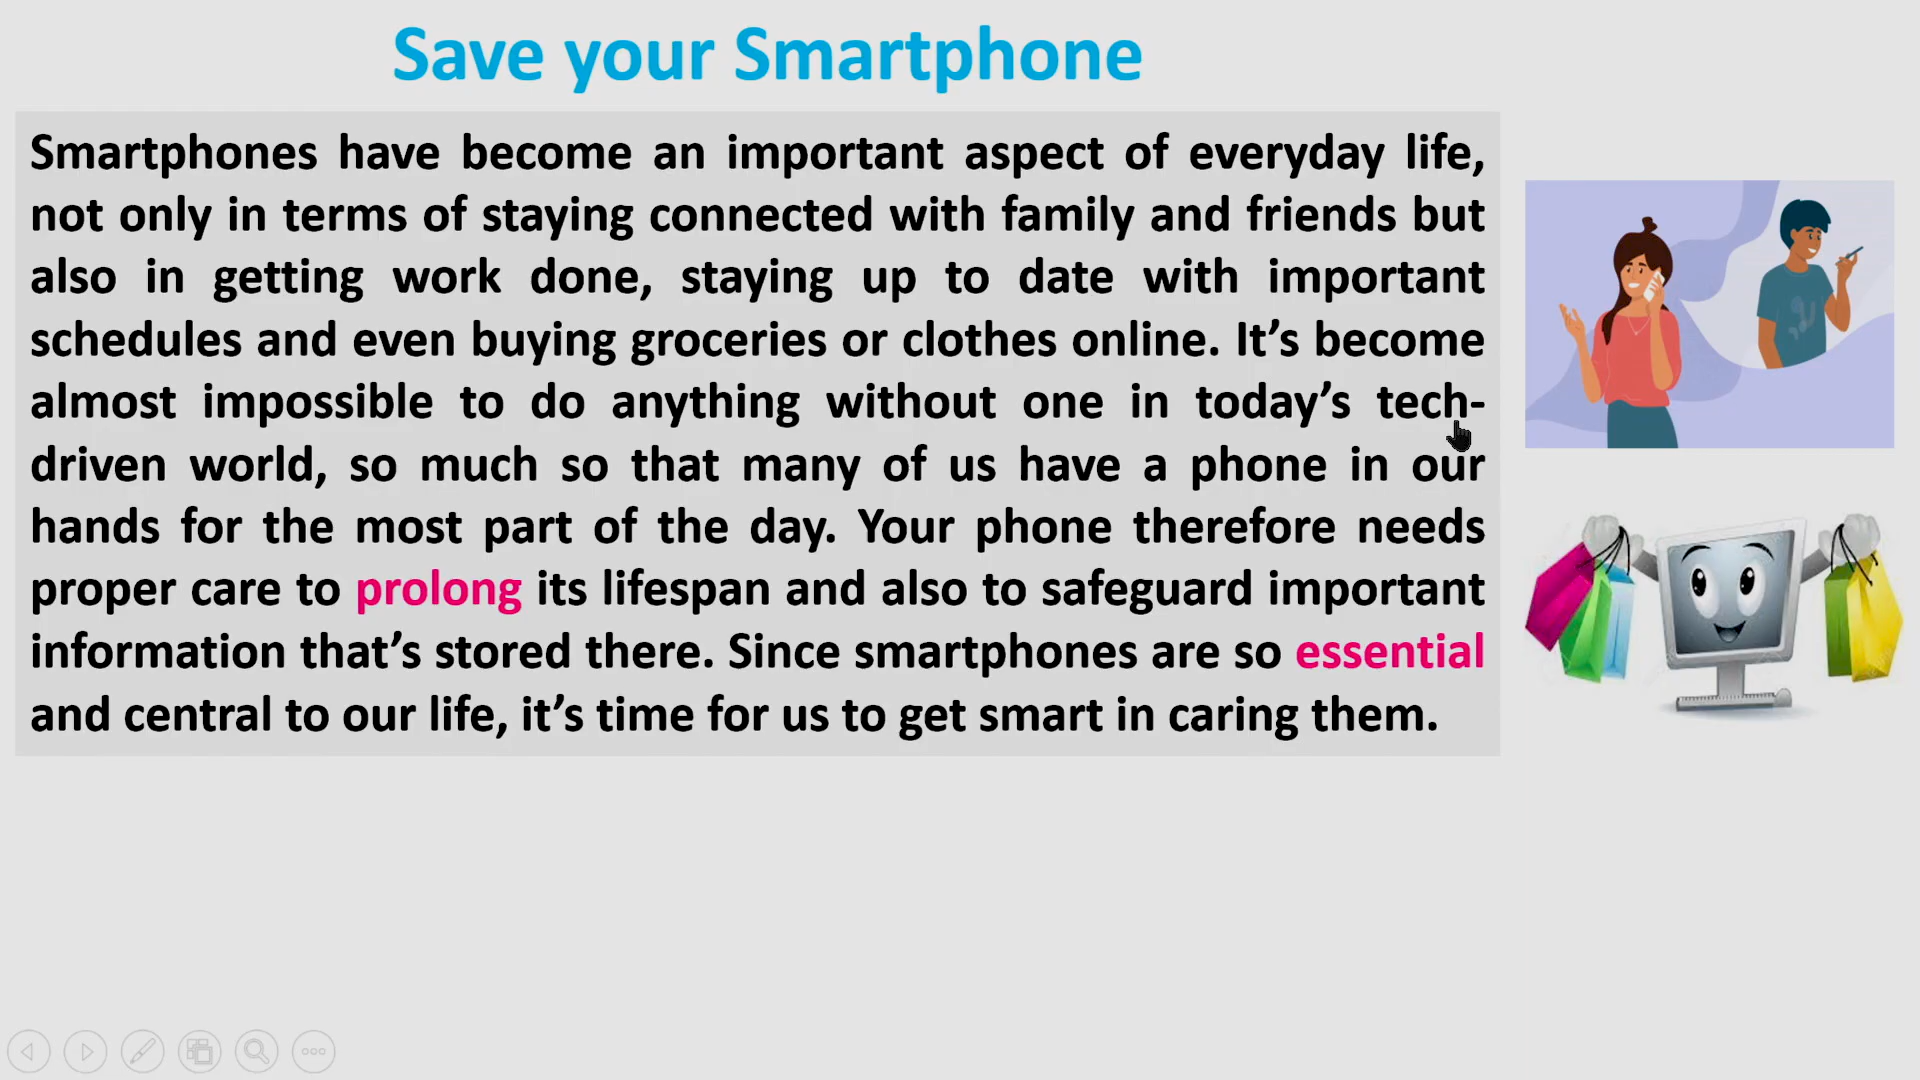 Save your Smartphone
Smartphones have become an important aspect of everyday life,
not only in terms of staying connected with family and friends but
also in getting work done, staying up to date with important
schedules and even buying groceries or clothes online. It’s become
almost impossible to do anything without one in today’s tech-
driven world, so much so that many of us have a phone in our
hands for the most part of the day. Your phone therefore needs
proper care to prolong its lifespan and also to safeguard important
information that’s stored there. Since smartphones are so essential
and central to our life, it’s time for us to get smart in caring them.